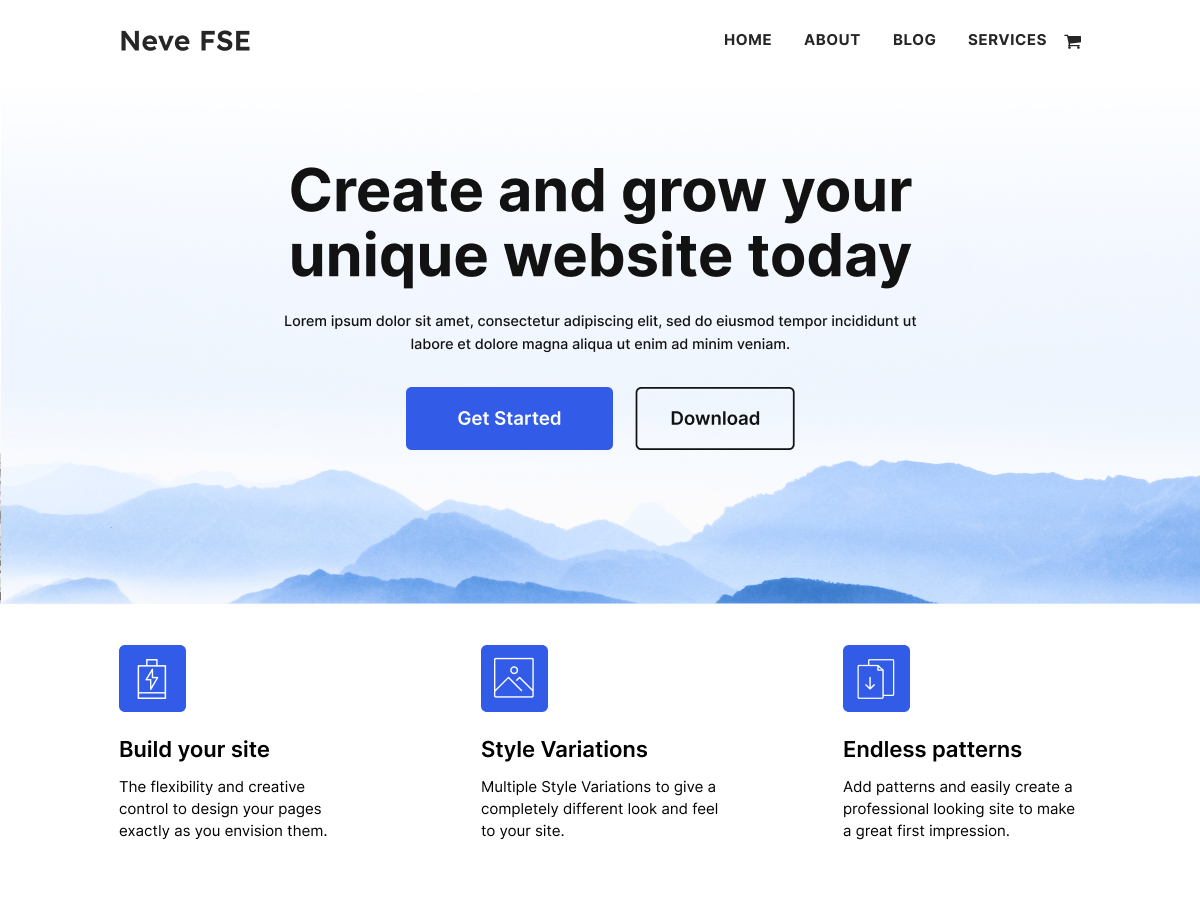 Neve FSE
HOME ABOUT BLOG SERVICES
Create and grow your
unique website today
Lorem ipsum dolor sit amet, consectetur adipiscing elit, sed do eiusmod tempor incididunt ut
labore et dolore magna aliqua ut enim ad minim veniam.
Get Started
Download
Build your site
The flexibility and creative
control to design your pages
exactly as you envision them.
Style Variations
Multiple Style Variations to give a
completely different look and feel
to your site.
Endless patterns
Add patterns and easily create a
professional looking site to make
a great first impression.